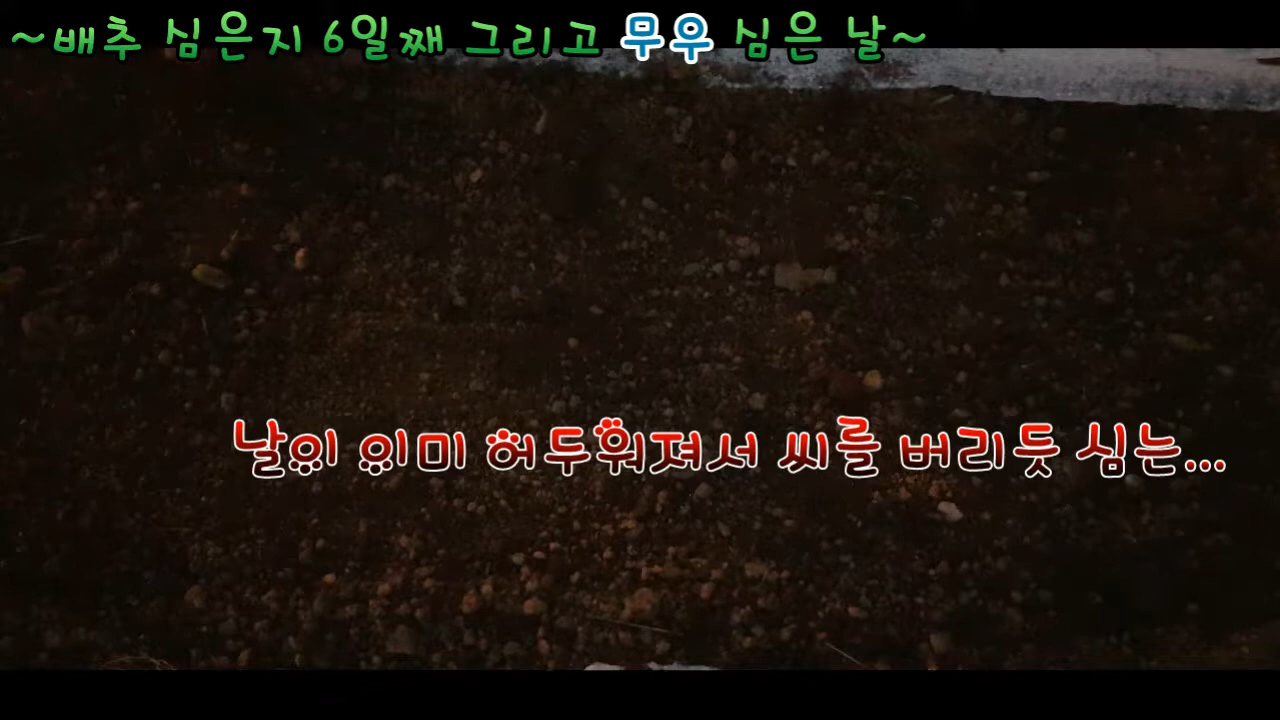 ~배추 심은지 6일째 그리고 무우 심은 날~
날이 이미 어두워져서 씨를 버리듯 심는...